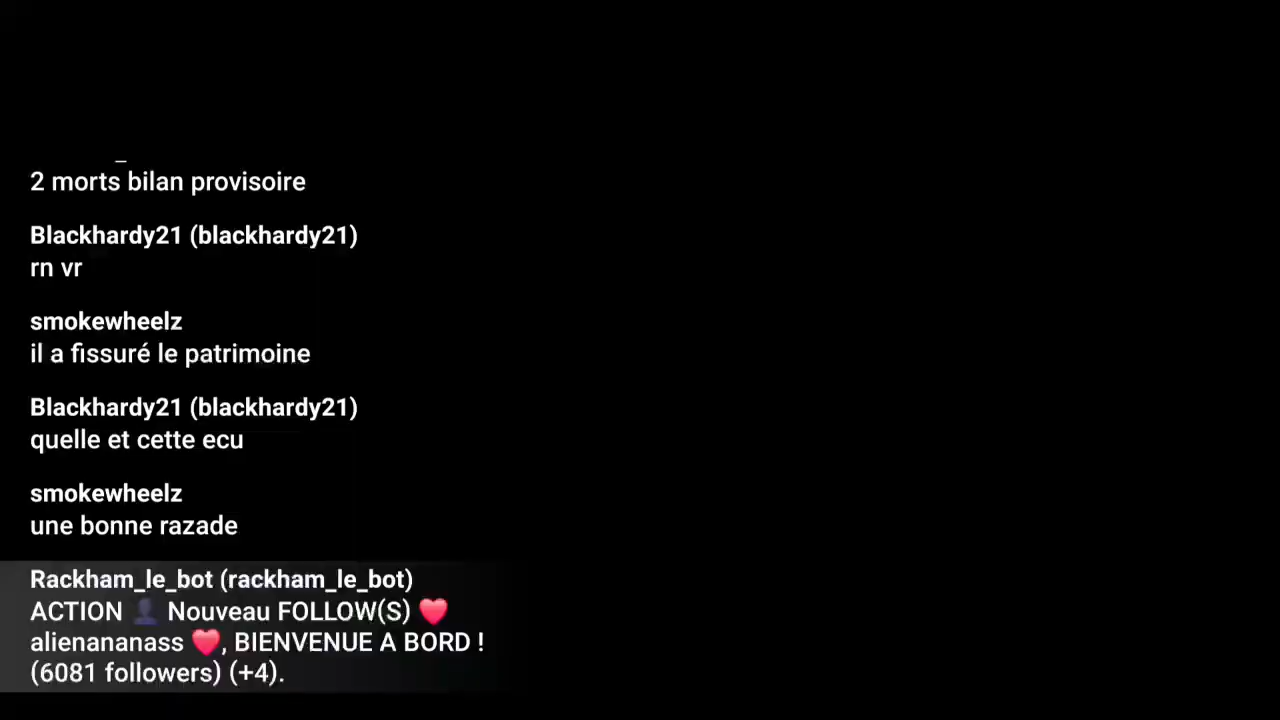 2 morts bilan provisoire
Blackhardy21 (blackhardy21)
rn vr
smokewheelz
il a fissuré le patrimoine
Blackhardy21 (blackhardy21)
quelle et cette ecu
smokewheelz
une bonne razade
Rackham_le_bot (rackham_le_bot)
ACTION 👤 Nouveau FOLLOW(S) ❤️
alienananass ❤️, BIENVENUE A BORD !
(6081 followers) (+4).